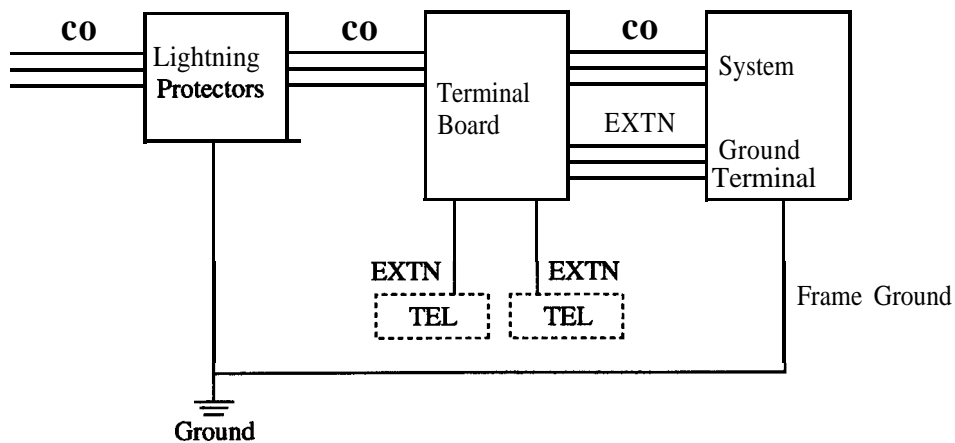 co
co
co
Lightning
Protectors
Terminal
Board
System
EXTN
Ground
Terminal
EXTN
EXTN
TEL
TEL
Frame Ground
Ground